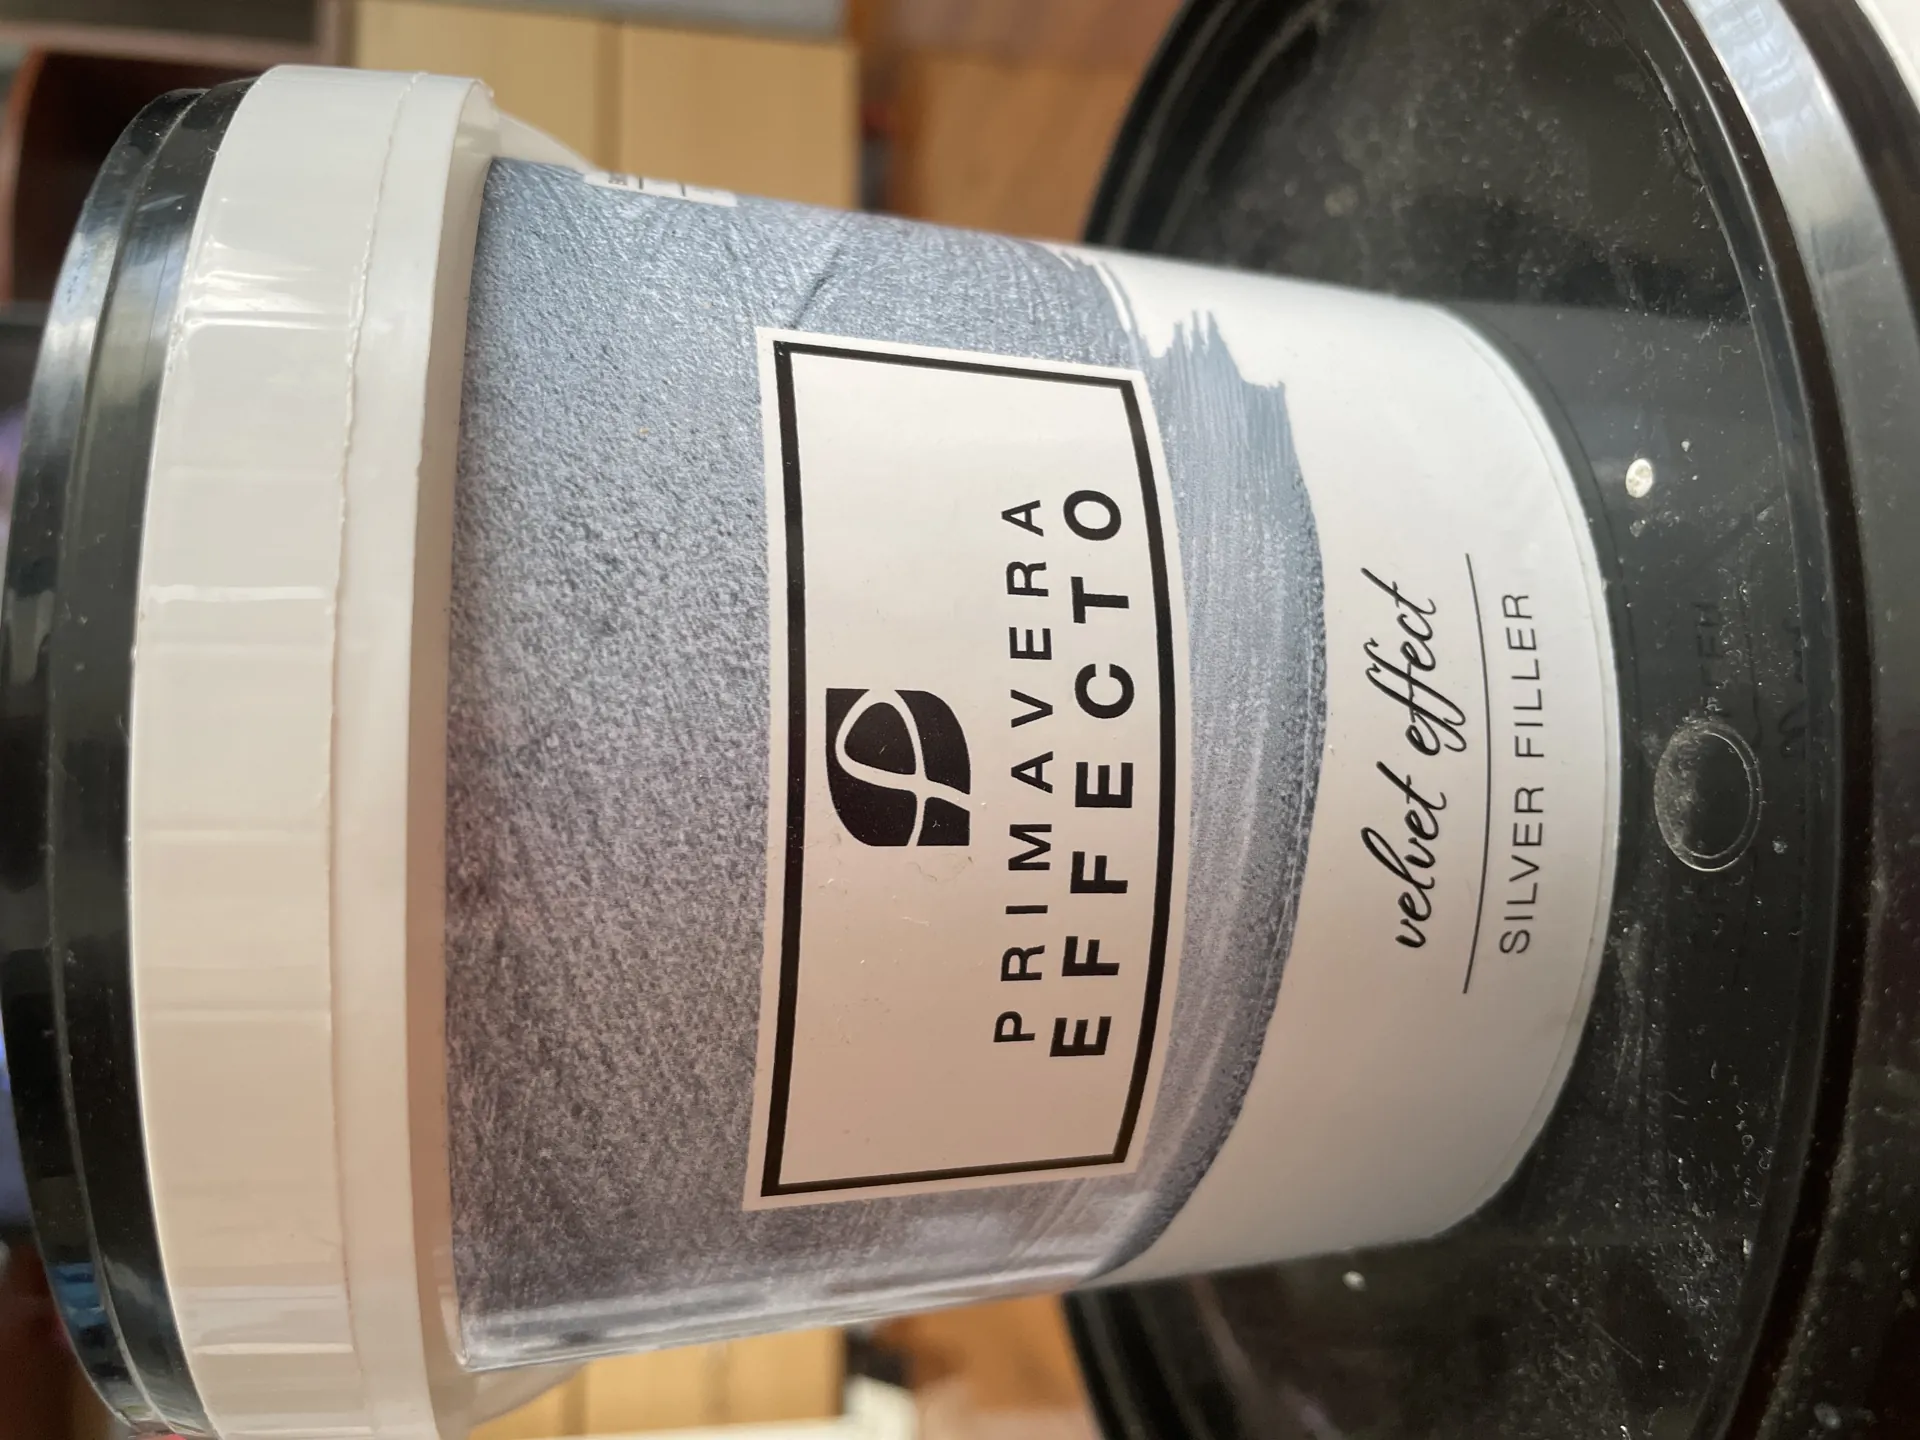 PRIMAVERA
EFFECTO
velvet effect
SILVER FILLER